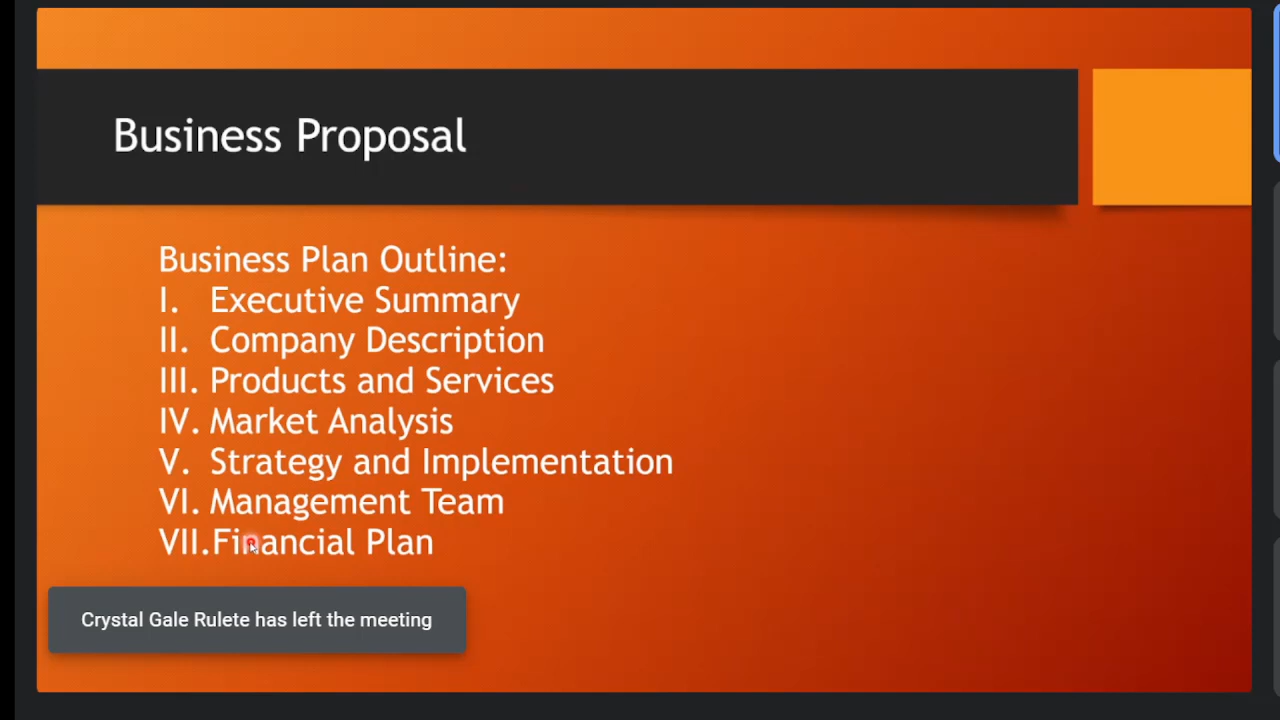 Business Proposal
Business Plan Outline:
I. Executive Summary
II. Company Description
III. Products and Services
IV. Market Analysis
V. Strategy and Implementation
VI. Management Team
VII.Financial Plan
Crystal Gale Rulete has left the meeting